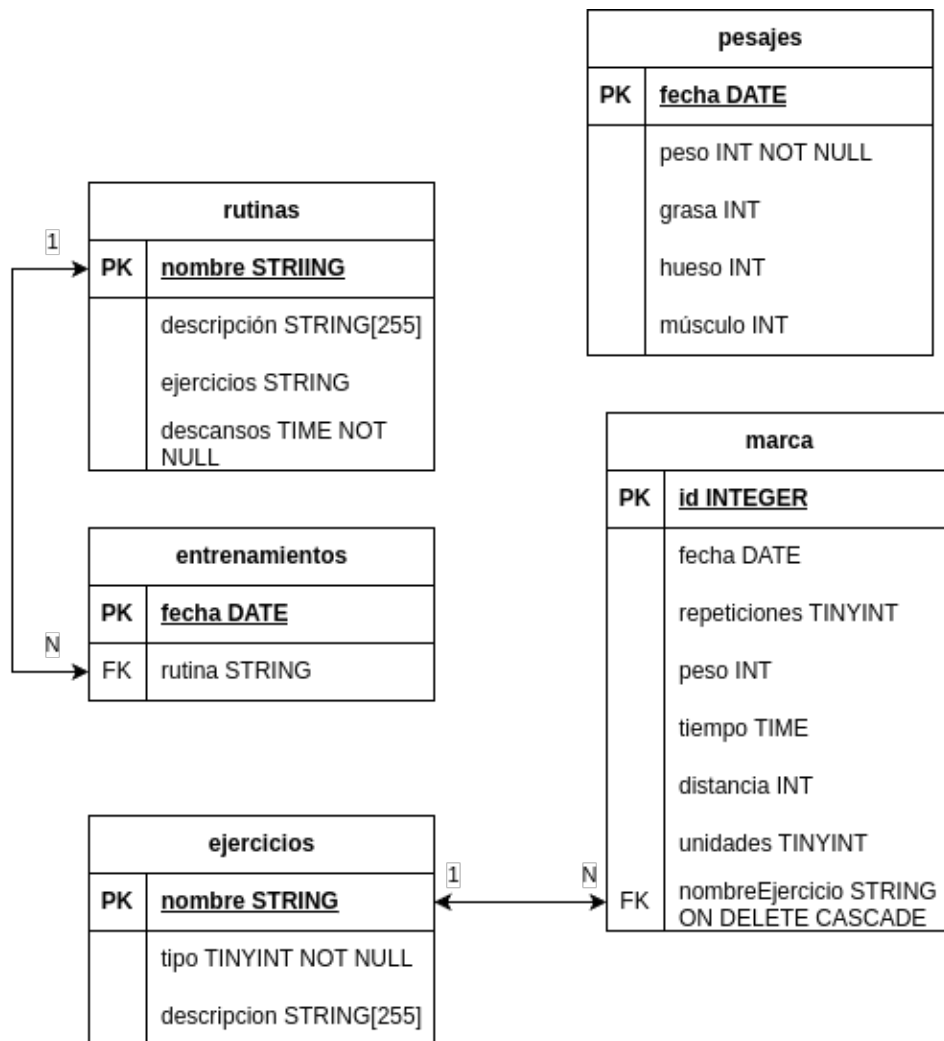 pesajes
PK fecha DATE
peso INT NOT NULL
grasa INT
hueso INT
músculo INT
rutinas
1
PK nombre STRIING
descripción STRING[255]
ejercicios STRING
descansos TIME NOT
NULL
entrenamientos
PK fecha DATE
N
FK rutina STRING
marca
PK id INTEGER
fecha DATE
repeticiones TINYINT
peso INT
tiempo TIME
distancia INT
unidades TINYINT
FK nombreEjercicio STRING
ON DELETE CASCADE
ejercicios
PK nombre STRING
1
N
tipo TINYINT NOT NULL
descripcion STRING[255]